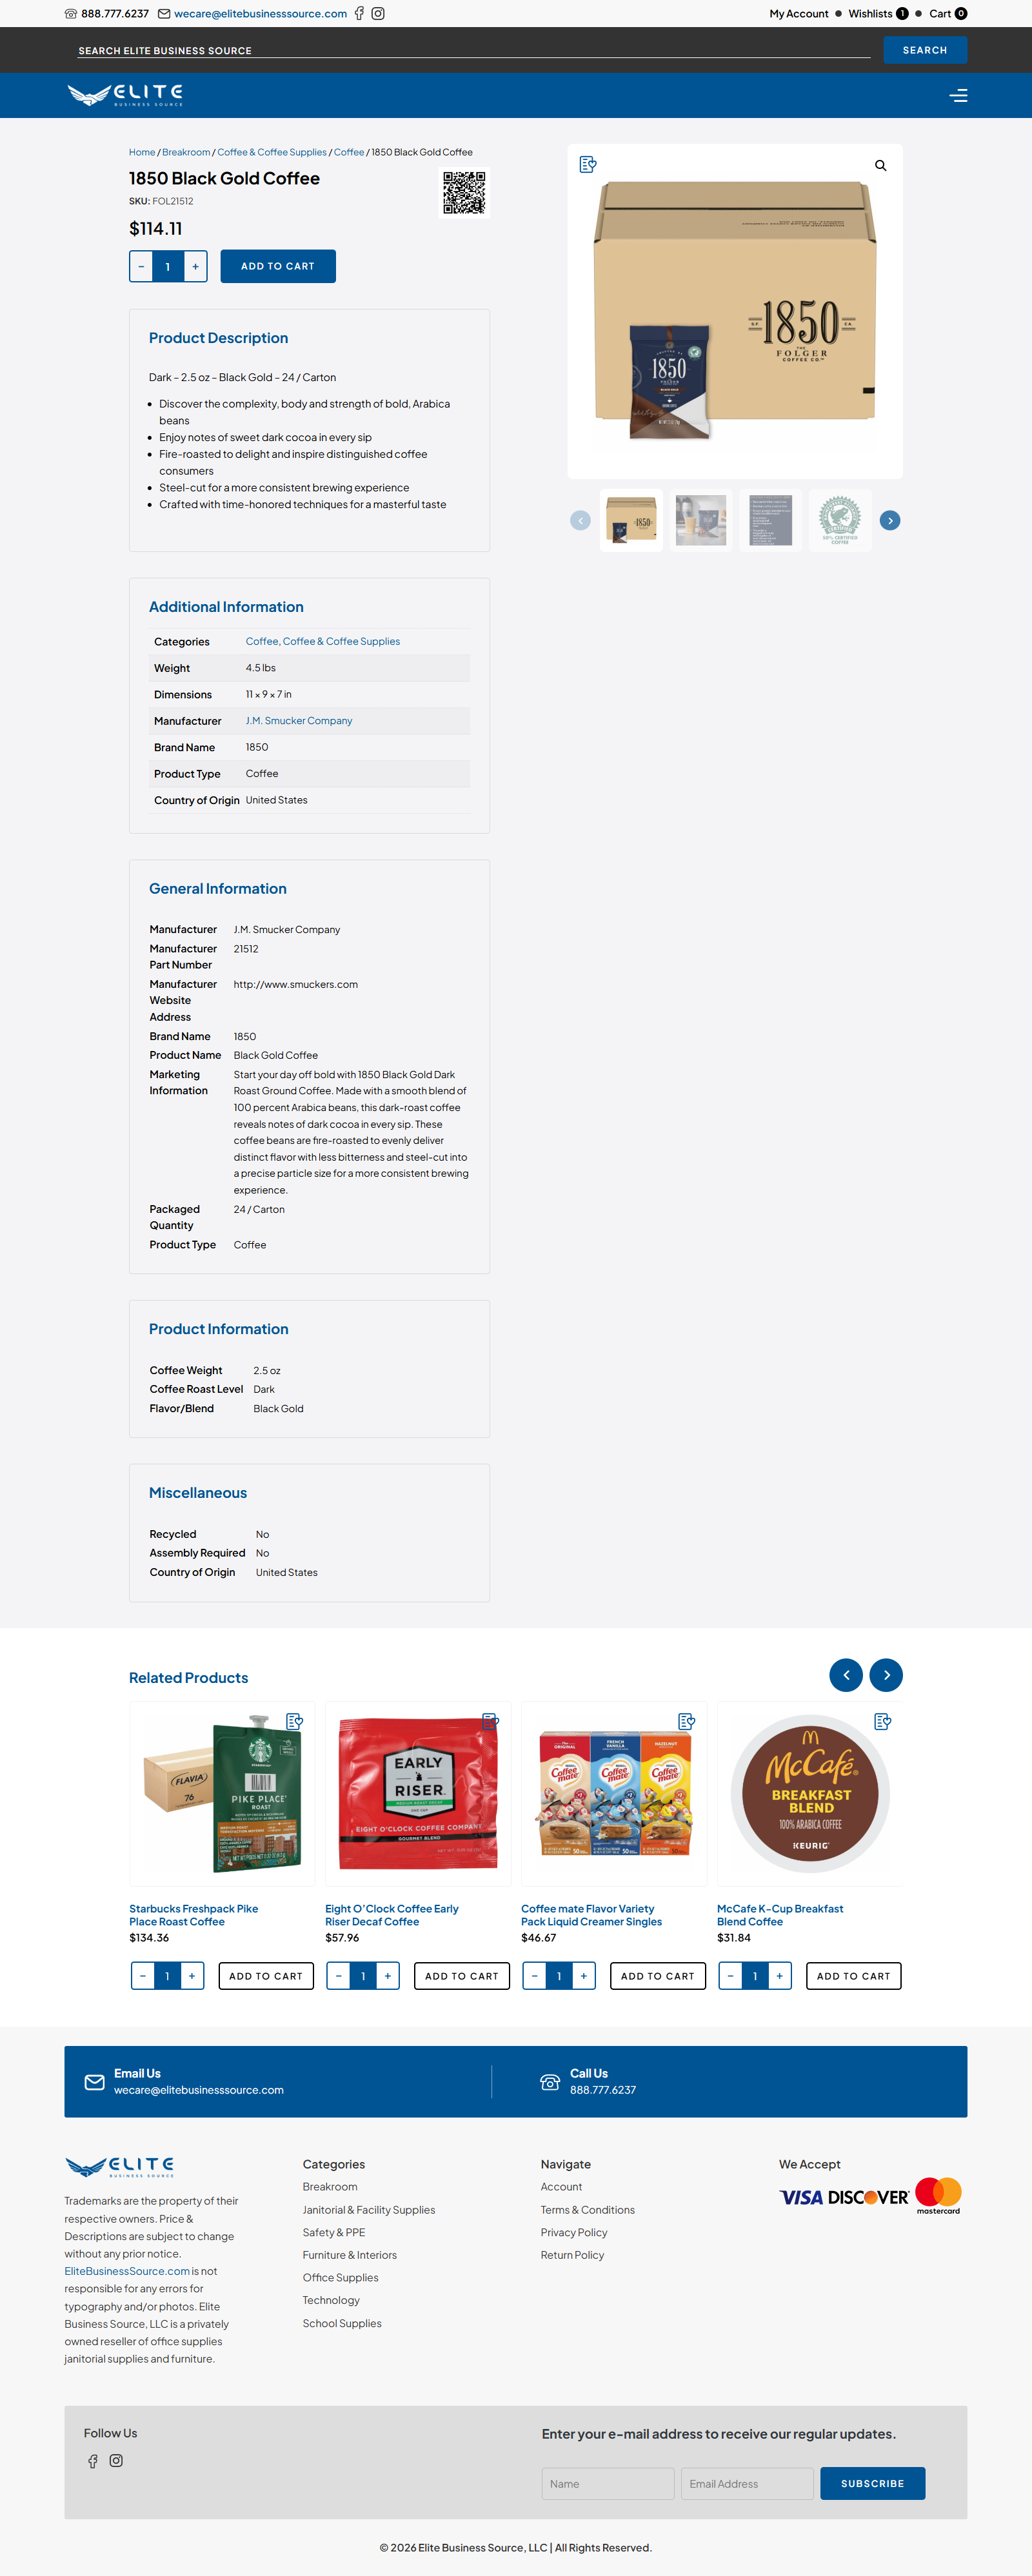 888.777.6237 wecare@elitebusinesssource.com
My Account Wishlists 1 Cart 0
SEARCH ELITE BUSINESS SOURCE
SEARCH
ELITE
BUSINESS SOURCE
Home / Breakroom / Coffee & Coffee Supplies / Coffee / 1850 Black Gold Coffee
1850 Black Gold Coffee
SKU: FOL21512
$114.11
- 1 +
ADD TO CART
1850
THE
FOLGER
COFFEE CO.
1850
Product Description
Dark – 2.5 oz – Black Gold – 24 / Carton
Discover the complexity, body and strength of bold, Arabica
beans
Enjoy notes of sweet dark cocoa in every sip
Fire-roasted to delight and inspire distinguished coffee
consumers
Steel-cut for a more consistent brewing experience
Crafted with time-honored techniques for a masterful taste
1850
CERTIFIED
COFFEE
Additional Information
Categories Coffee, Coffee & Coffee Supplies
Weight 4.5 lbs
Dimensions 11 × 9 × 7 in
Manufacturer J.M. Smucker Company
Brand Name 1850
Product Type Coffee
Country of Origin United States
General Information
Manufacturer J.M. Smucker Company
Manufacturer 21512
Part Number
Manufacturer http://www.smuckers.com
Website
Address
Brand Name 1850
Product Name Black Gold Coffee
Marketing Start your day off bold with 1850 Black Gold Dark
Information Roast Ground Coffee. Made with a smooth blend of
100 percent Arabica beans, this dark-roast coffee
reveals notes of dark cocoa in every sip. These
coffee beans are fire-roasted to evenly deliver
distinct flavor with less bitterness and steel-cut into
a precise particle size for a more consistent brewing
experience.
Packaged 24 / Carton
Quantity
Product Type Coffee
Product Information
Coffee Weight 2.5 oz
Coffee Roast Level Dark
Flavor/Blend Black Gold
Miscellaneous
Recycled No
Assembly Required No
Country of Origin United States
Related Products
FLAVIA
76
PIKE PLACE
ROAST
EARLY
RISER
ONE CUP
EIGHT O'CLOCK COFFEE COMPANY
GOURMET BLEND
ORIGINAL
FRENCH
VANILLA
HAZELNUT
Coffee mate
Coffee mate
Coffee mate
50
50
50
McCafé
BREAKFAST
BLEND
100% ARABICA COFFEE
KEURIG
Starbucks Freshpack Pike
Place Roast Coffee
$134.36
- 1 +
ADD TO CART
Eight O'Clock Coffee Early
Riser Decaf Coffee
$57.96
- 1 +
ADD TO CART
Coffee mate Flavor Variety
Pack Liquid Creamer Singles
$46.67
- 1 +
ADD TO CART
McCafe K-Cup Breakfast
Blend Coffee
$31.84
- 1 +
ADD TO CART
Email Us
wecare@elitebusinesssource.com
Call Us
888.777.6237
ELITE
BUSINESS SOURCE
Trademarks are the property of their
respective owners. Price &
Descriptions are subject to change
without any prior notice.
EliteBusinessSource.com is not
responsible for any errors for
typography and/or photos. Elite
Business Source, LLC is a privately
owned reseller of office supplies
janitorial supplies and furniture.
Categories
Breakroom
Janitorial & Facility Supplies
Safety & PPE
Furniture & Interiors
Office Supplies
Technology
School Supplies
Navigate
Account
Terms & Conditions
Privacy Policy
Return Policy
We Accept
VISA DISCOVER mastercard
Follow Us
Enter your e-mail address to receive our regular updates.
Name
Email Address
SUBSCRIBE
© 2026 Elite Business Source, LLC | All Rights Reserved.